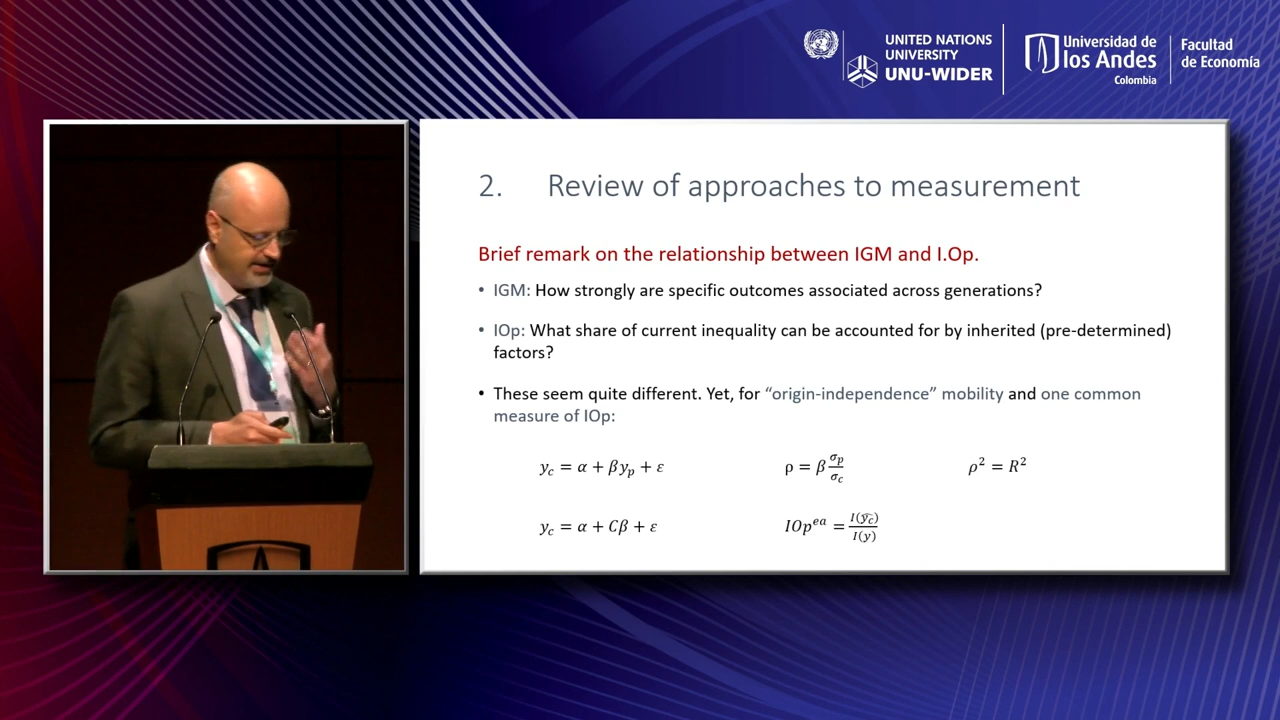 UNITED NATIONS
UNIVERSITY
UNU-WIDER
Universidad de
los Andes
Colombia
Facultad
de Economía
2. Review of approaches to measurement
Brief remark on the relationship between IGM and I.Op.
• IGM: How strongly are specific outcomes associated across generations?
• IOp: What share of current inequality can be accounted for by inherited (pre-determined)
factors?
• These seem quite different. Yet, for “origin-independence” mobility and one common
measure of IOp:
y_c = α + βy_p + ε ρ = β σ_p/σ_c ρ² = R²
y_c = α + Cβ + ε IOp^{ea} = I(ŷ_c)/I(y)